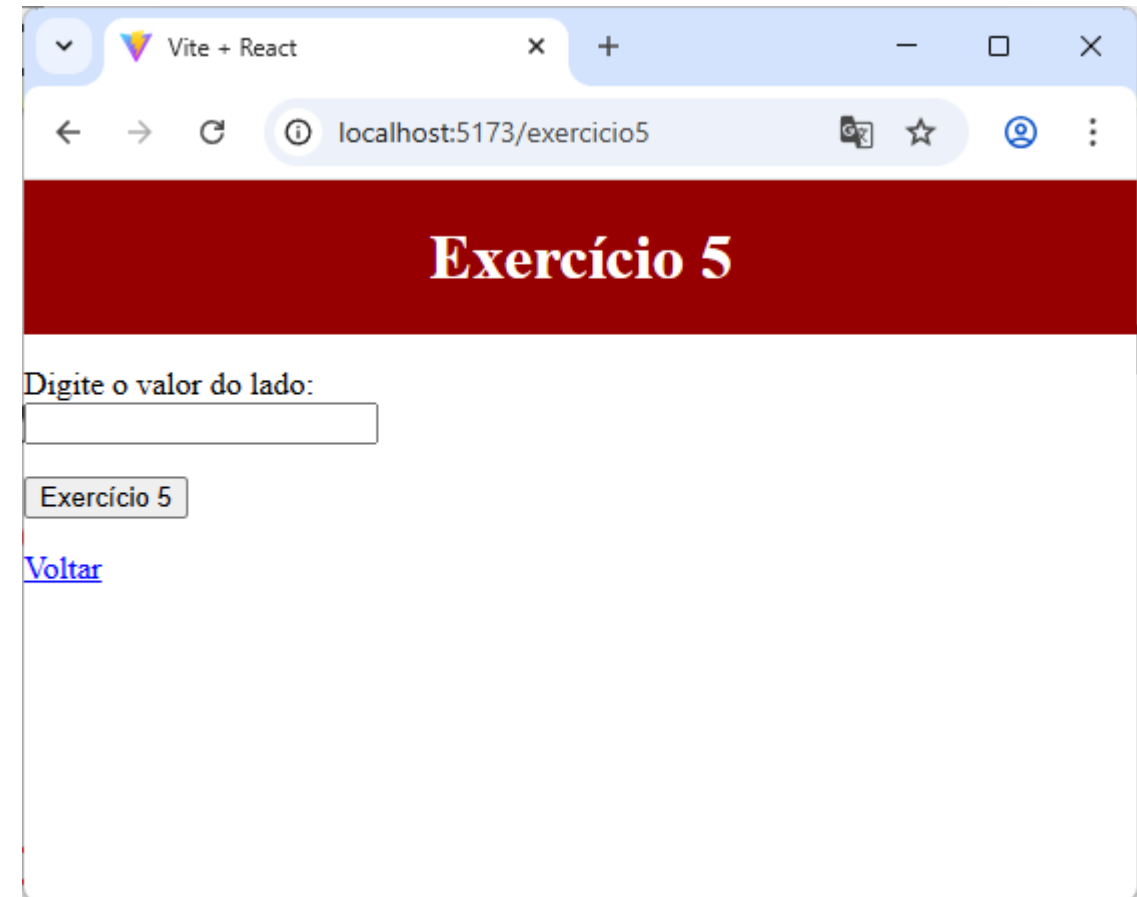 Vite + React
localhost:5173/exercicio5
Exercício 5
Digite o valor do lado:
Exercício 5
Voltar